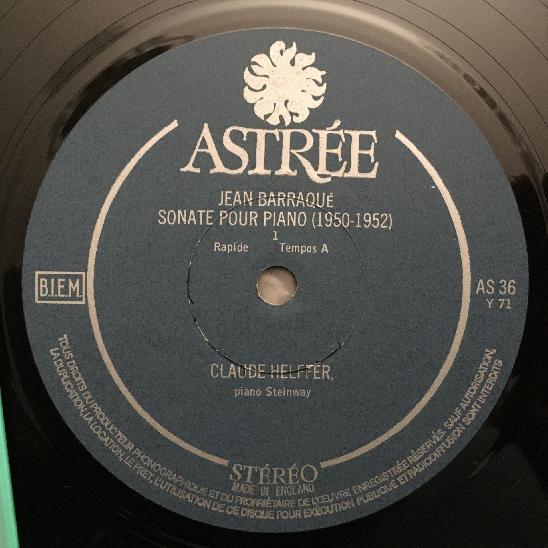 ASTRÉE
JEAN BARRAQUÉ
SONATE POUR PIANO (1950-1952)
1
Rapide Tempos A
B.I.E.M.
AS 36
Y 71
CLAUDE HELFFER,
piano Steinway
STÉRÉO
MADE IN ENGLAND
TOUS DROITS DU PRODUCTEUR PHONOGRAPHIQUE ET DU PROPRIÉTAIRE DE L'ŒUVRE ENREGISTRÉE RÉSERVÉS. SAUF AUTORISATION,
LA DUPLICATION, LA LOCATION, LE PRÊT, L'UTILISATION DE CE DISQUE POUR EXÉCUTION PUBLIQUE ET RADIODIFFUSION SONT INTERDITS